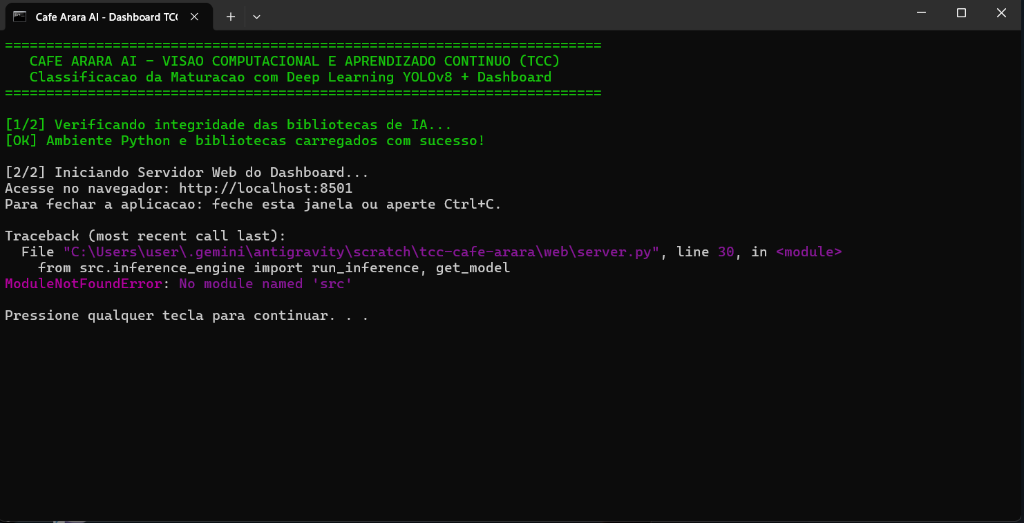 Cafe Arara AI - Dashboard TCC
======================================================================
CAFE ARARA AI - VISAO COMPUTACIONAL E APRENDIZADO CONTINUO (TCC)
Classificacao da Maturacao com Deep Learning YOLOv8 + Dashboard
======================================================================
[1/2] Verificando integridade das bibliotecas de IA...
[OK] Ambiente Python e bibliotecas carregados com sucesso!
[2/2] Iniciando Servidor Web do Dashboard...
Acesse no navegador: http://localhost:8501
Para fechar a aplicacao: feche esta janela ou aperte Ctrl+C.
Traceback (most recent call last):
File "C:\Users\user\.gemini\antigravity\scratch\tcc-cafe-arara\web\server.py", line 30, in <module>
from src.inference_engine import run_inference, get_model
ModuleNotFoundError: No module named 'src'
Pressione qualquer tecla para continuar. . .